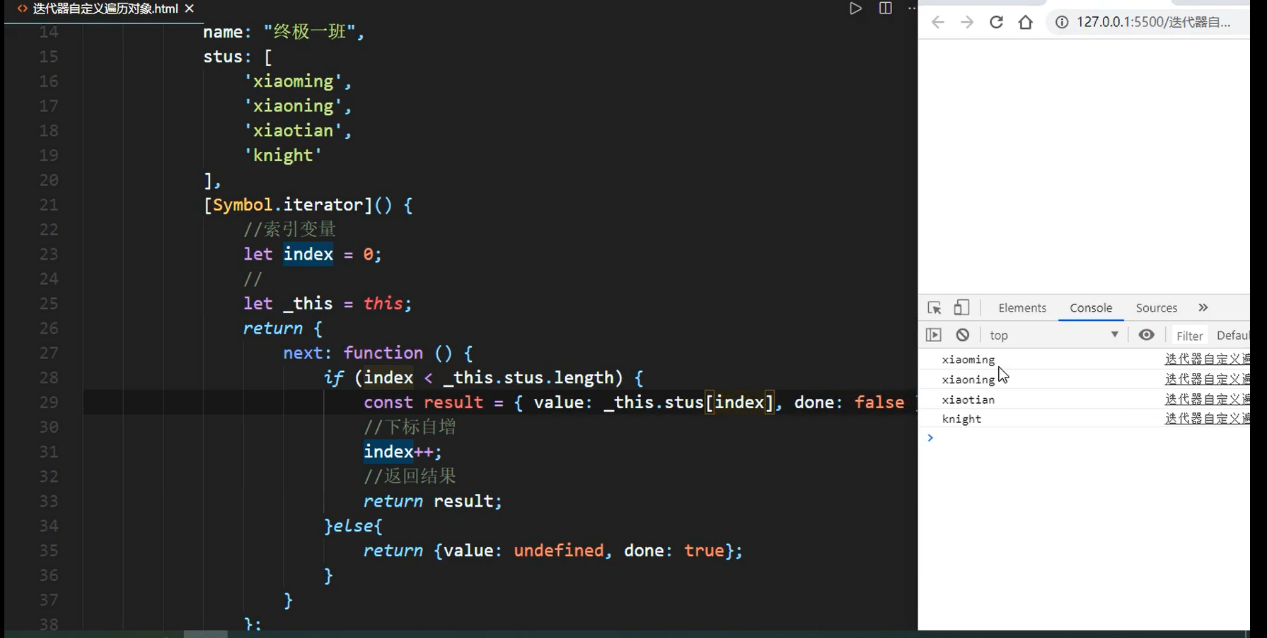 迭代器自定义遍历对象.html
14 name: "终极一班",
15 stus: [
16 'xiaoming',
17 'xiaoning',
18 'xiaotian',
19 'knight'
20 ],
21 [Symbol.iterator]() {
22 //索引变量
23 let index = 0;
24 //
25 let _this = this;
26 return {
27 next: function () {
28 if (index < _this.stus.length) {
29 const result = { value: _this.stus[index], done: false
30 //下标自增
31 index++;
32 //返回结果
33 return result;
34 }else{
35 return {value: undefined, done: true};
36 }
37 }
38 };
127.0.0.1:5500/迭代器自...
Elements Console Sources »
top Filter Defau
xiaoming 迭代器自定义遍
xiaoning 迭代器自定义遍
xiaotian 迭代器自定义遍
knight 迭代器自定义遍